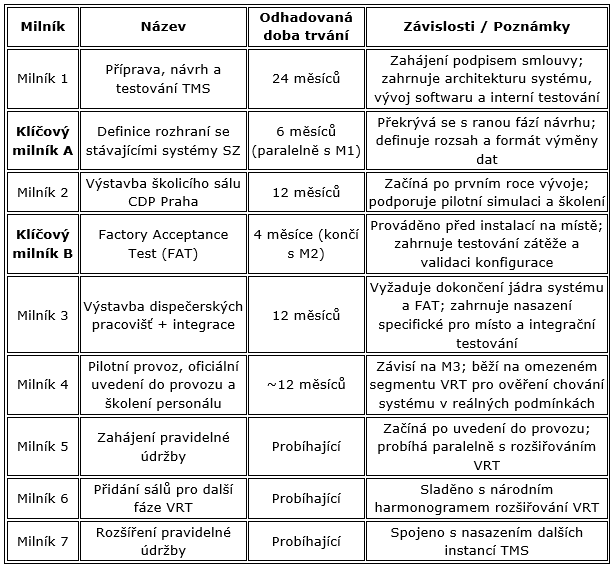 Milník
Název
Odhadovaná
doba trvání
Závislosti / Poznámky
Milník 1
Příprava, návrh a
testování TMS
24 měsíců
Zahájení podpisem smlouvy;
zahrnuje architekturu systému,
vývoj softwaru a interní testování
Klíčový
milník A
Definice rozhraní se
stávajícími systémy SZ
6 měsíců
(paralelně s M1)
Překrývá se s ranou fází návrhu;
definuje rozsah a formát výměny
dat
Milník 2
Výstavba školicího sálu
CDP Praha
12 měsíců
Začíná po prvním roce vývoje;
podporuje pilotní simulaci a školení
Klíčový
milník B
Factory Acceptance
Test (FAT)
4 měsíce (končí
s M2)
Prováděno před instalací na místě;
zahrnuje testování zátěže a
validaci konfigurace
Milník 3
Výstavba dispečerských
pracovišť + integrace
12 měsíců
Vyžaduje dokončení jádra systému
a FAT; zahrnuje nasazení
specifické pro místo a integrační
testování
Milník 4
Pilotní provoz, oficiální
uvedení do provozu a
školení personálu
~12 měsíců
Závisí na M3; běží na omezeném
segmentu VRT pro ověření chování
systému v reálných podmínkách
Milník 5
Zahájení pravidelné
údržby
Probíhající
Začíná po uvedení do provozu;
probíhá paralelně s rozšiřováním
VRT
Milník 6
Přidání sálů pro další
fáze VRT
Probíhající
Sladěno s národním
harmonogramem rozšiřování VRT
Milník 7
Rozšíření pravidelné
údržby
Probíhající
Spojeno s nasazením dalších
instancí TMS